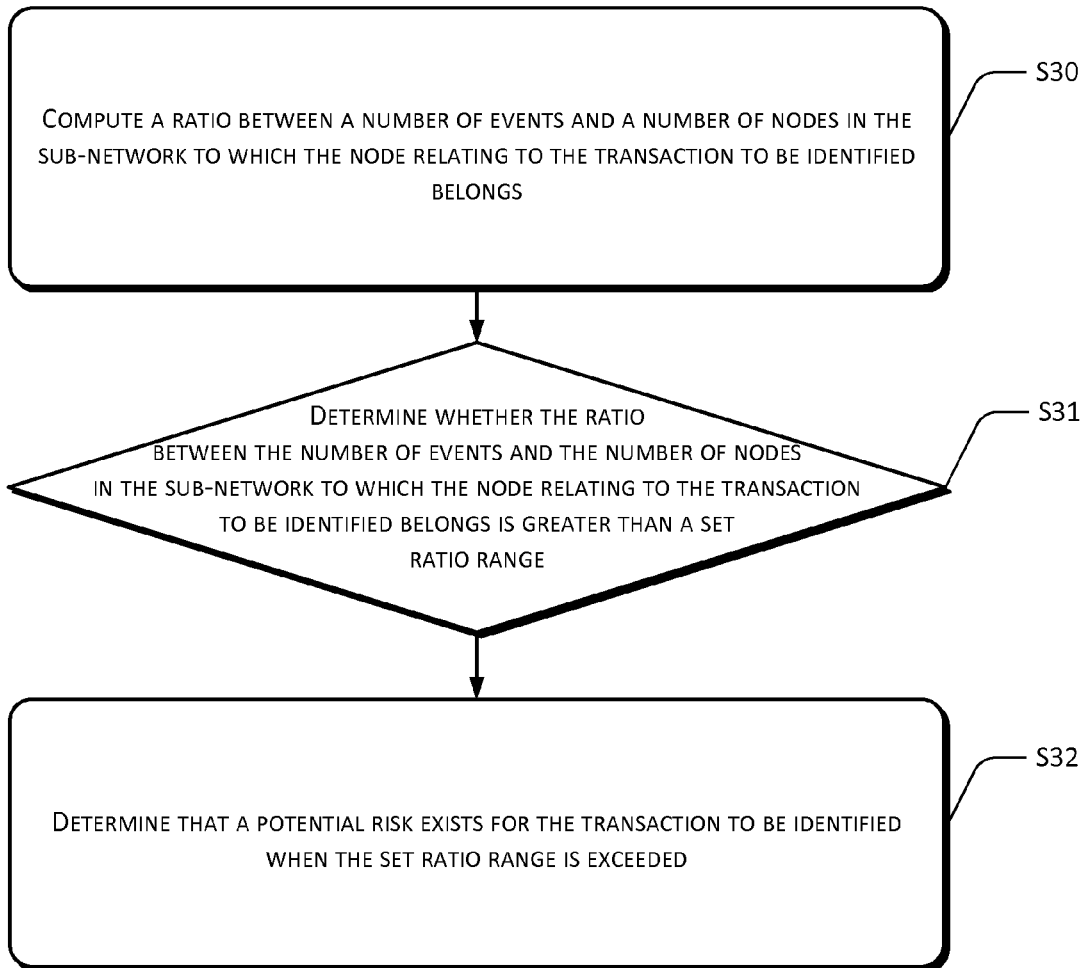 COMPUTE A RATIO BETWEEN A NUMBER OF EVENTS AND A NUMBER OF NODES IN THE
SUB-NETWORK TO WHICH THE NODE RELATING TO THE TRANSACTION TO BE IDENTIFIED
BELONGS
S30
DETERMINE WHETHER THE RATIO
BETWEEN THE NUMBER OF EVENTS AND THE NUMBER OF NODES
IN THE SUB-NETWORK TO WHICH THE NODE RELATING TO THE TRANSACTION
TO BE IDENTIFIED BELONGS IS GREATER THAN A SET
RATIO RANGE
S31
DETERMINE THAT A POTENTIAL RISK EXISTS FOR THE TRANSACTION TO BE IDENTIFIED
WHEN THE SET RATIO RANGE IS EXCEEDED
S32